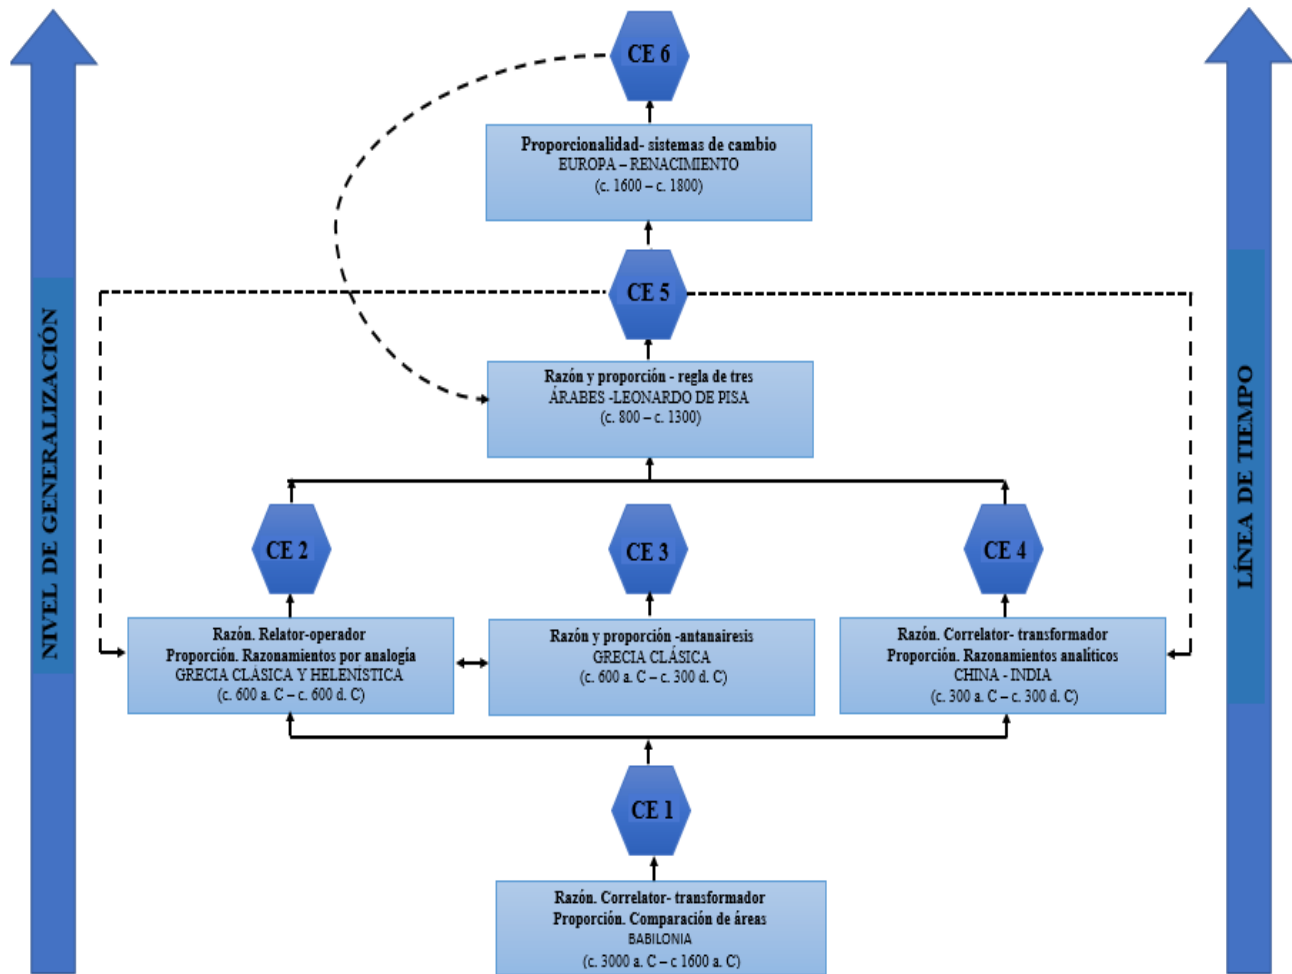 CE 6
Proporcionalidad- sistemas de cambio
EUROPA – RENACIMIENTO
(c. 1600 – c. 1800)
CE 5
Razón y proporción - regla de tres
ÁRABES -LEONARDO DE PISA
(c. 800 – c. 1300)
NIVEL DE GENERALIZACIÓN
LÍNEA DE TIEMPO
CE 2
CE 3
CE 4
Razón. Relator-operador
Proporción. Razonamientos por analogía
GRECIA CLÁSICA Y HELENÍSTICA
(c. 600 a. C – c. 600 d. C)
Razón y proporción -antanairesis
GRECIA CLÁSICA
(c. 600 a. C – c. 300 d. C)
Razón. Correlator- transformador
Proporción. Razonamientos analíticos
CHINA - INDIA
(c. 300 a. C – c. 300 d. C)
CE 1
Razón. Correlator- transformador
Proporción. Comparación de áreas
BABILONIA
(c. 3000 a. C – c 1600 a. C)